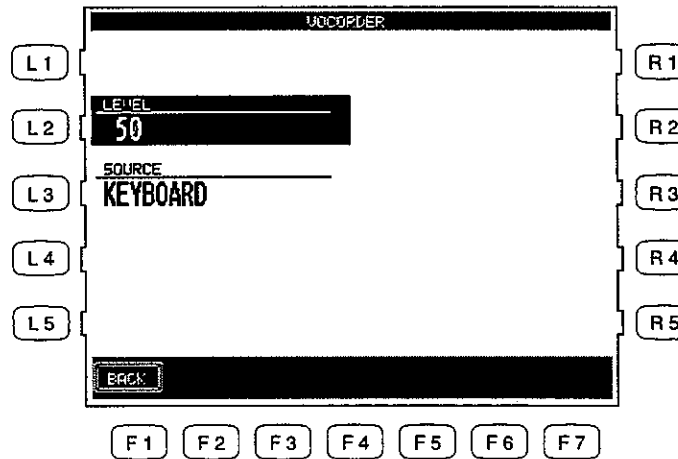 VOCORDER
L1 R1
LEVEL
L2 50 R2
SOURCE
L3 KEYBOARD R3
L4 R4
L5 R5
BACK
F1 F2 F3 F4 F5 F6 F7